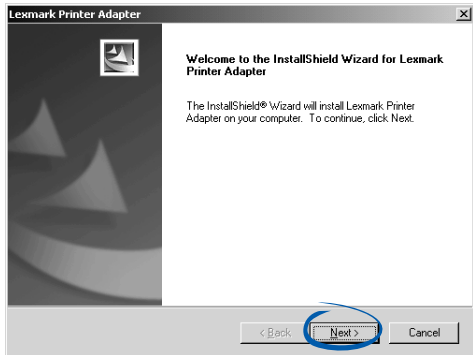 Lexmark Printer Adapter
Welcome to the InstallShield Wizard for Lexmark
Printer Adapter
The InstallShield® Wizard will install Lexmark Printer
Adapter on your computer.  To continue, click Next.
< Back
Next >
Cancel